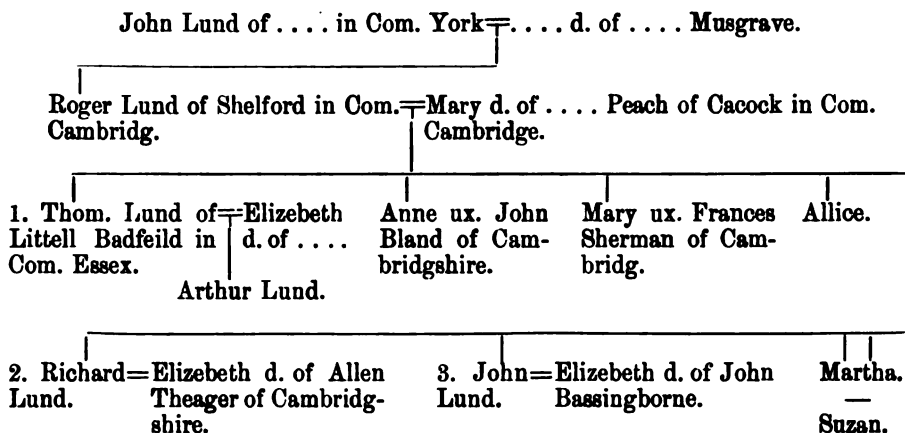 John Lund of . . . . in Com. York=. . . . d. of . . . . Musgrave.
Roger Lund of Shelford in Com.=Mary d. of . . . . Peach of Cacock in Com.
Cambridg. Cambridge.
1. Thom. Lund of=Elizebeth Anne ux. John Mary ux. Frances Allice.
Littell Badfeild in d. of . . . . Bland of Cam- Sherman of Cam-
Com. Essex. bridgshire. bridg.
Arthur Lund.
2. Richard=Elizebeth d. of Allen 3. John=Elizebeth d. of John Martha.
Lund. Theager of Cambridg- Lund. Bassingborne. —
shire. Suzan.